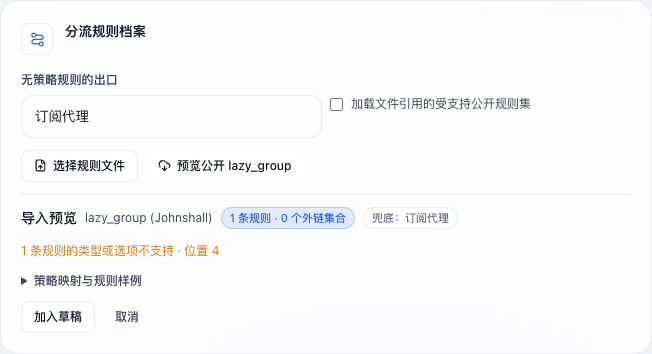 分流规则档案
无策略规则的出口
订阅代理
加载文件引用的受支持公开规则集
选择规则文件 预览公开 lazy_group
导入预览 lazy_group (Johnshall) 1 条规则 · 0 个外链集合 兜底：订阅代理
1 条规则的类型或选项不支持 · 位置 4
策略映射与规则样例
加入草稿 取消